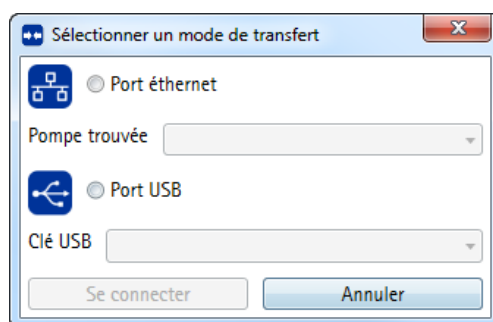 Sélectionner un mode de transfert
Port éthernet
Pompe trouvée
Port USB
Clé USB
Se connecter Annuler